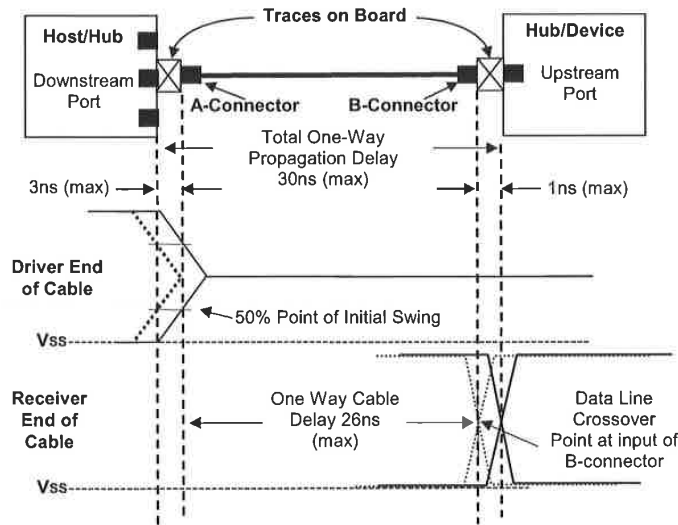 Traces on Board
Host/Hub
Hub/Device
Downstream
Port
Upstream
Port
A-Connector
B-Connector
Total One-Way
Propagation Delay
30ns (max)
3ns (max)
1ns (max)
Driver End
of Cable
50% Point of Initial Swing
Vss
Receiver
End of
Cable
One Way Cable
Delay 26ns
(max)
Data Line
Crossover
Point at input of
B-connector
Vss